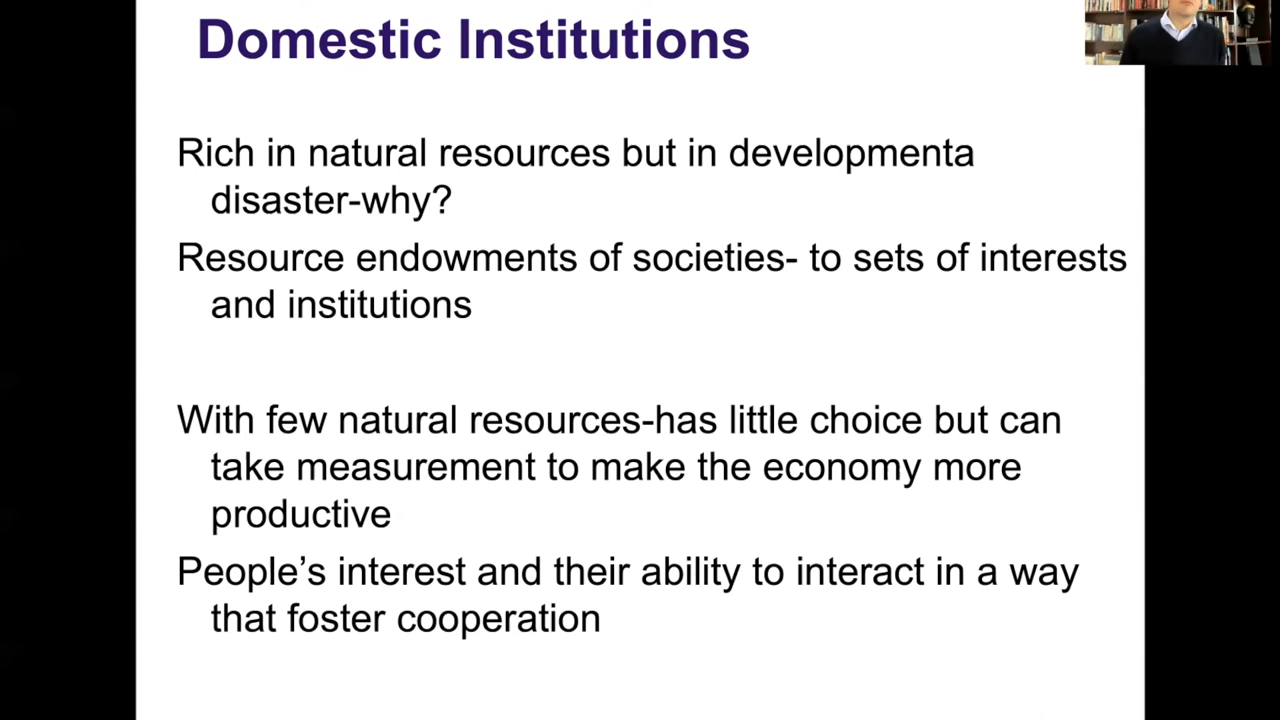 Domestic Institutions
Rich in natural resources but in developmenta
disaster-why?
Resource endowments of societies- to sets of interests
and institutions
With few natural resources-has little choice but can
take measurement to make the economy more
productive
People’s interest and their ability to interact in a way
that foster cooperation